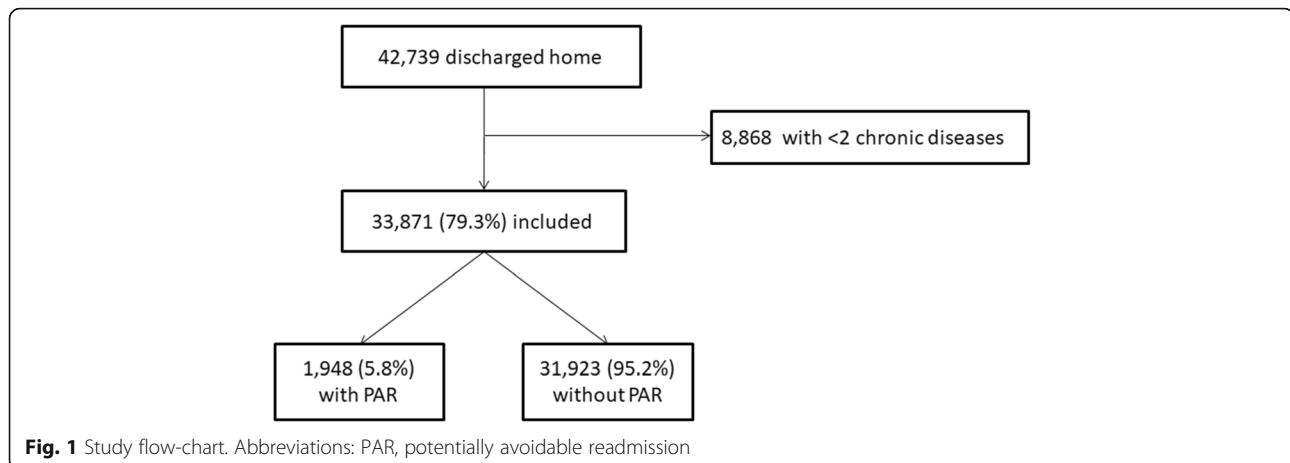 42,739 discharged home
8,868 with <2 chronic diseases
33,871 (79.3%) included
1,948 (5.8%)
with PAR
31,923 (95.2%)
without PAR
Fig. 1 Study flow-chart. Abbreviations: PAR, potentially avoidable readmission